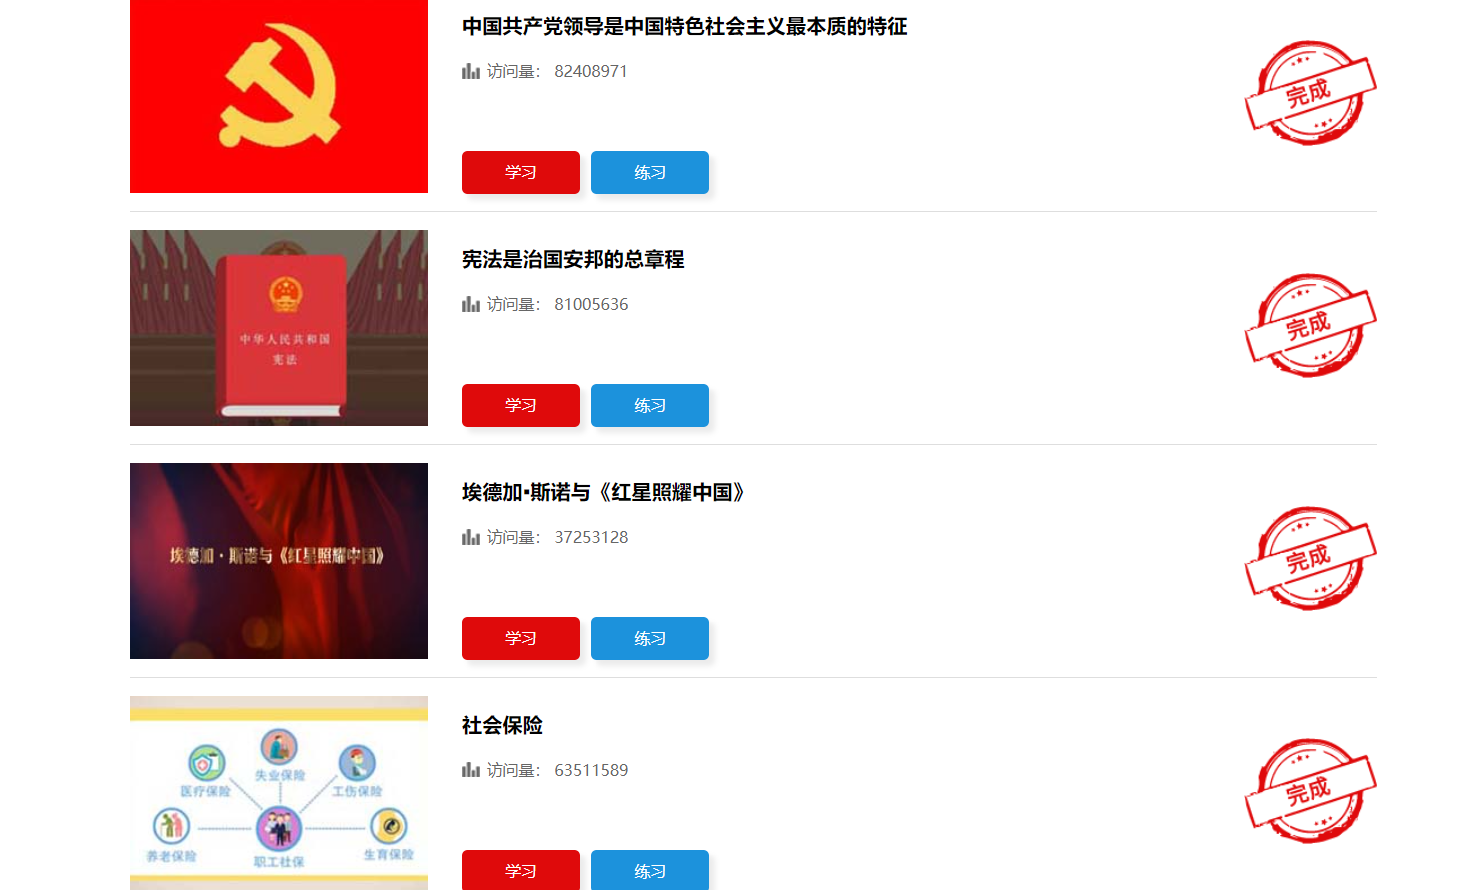 中国共产党领导是中国特色社会主义最本质的特征
访问量： 82408971
完成
学习 练习
中华人民共和国
宪法
宪法是治国安邦的总章程
访问量： 81005636
完成
学习 练习
埃德加·斯诺与《红星照耀中国》
埃德加·斯诺与《红星照耀中国》
访问量： 37253128
完成
学习 练习
失业保险
医疗保险 工伤保险
养老保险 职工社保 生育保险
社会保险
访问量： 63511589
完成
学习 练习